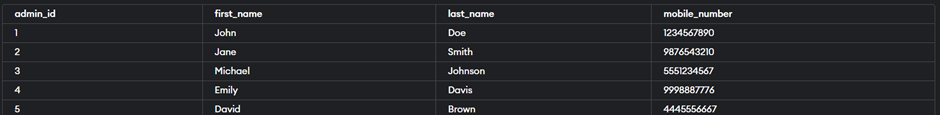 admin_id first_name last_name mobile_number
1 John Doe 1234567890
2 Jane Smith 9876543210
3 Michael Johnson 5551234567
4 Emily Davis 9998887776
5 David Brown 4445556667